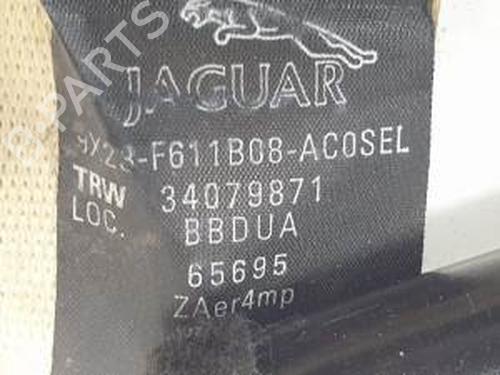 JAGUAR
9X23-F611B08-AC0SEL
TRW 34079871
LOC. BBDUA
65695
ZAer4mp
B-PARTS